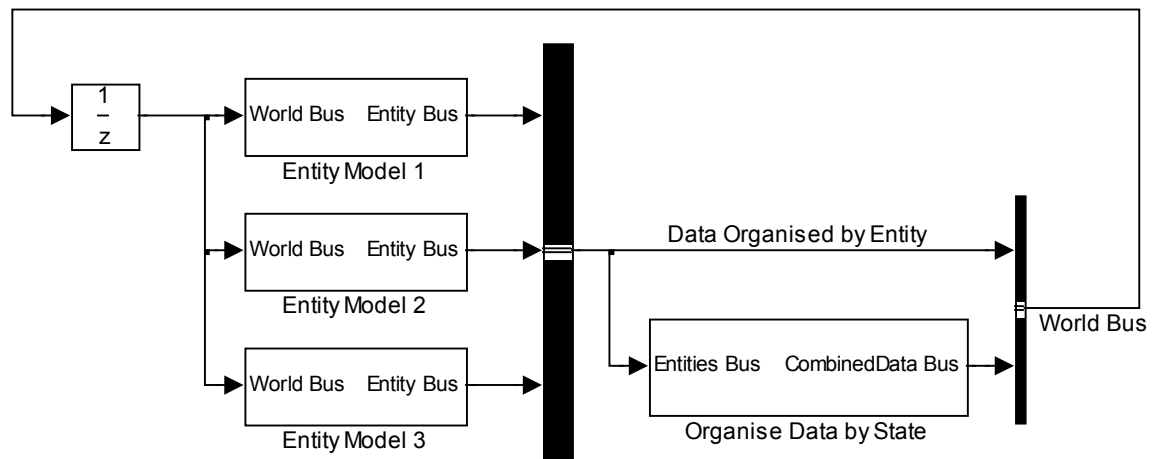 1
z
World Bus Entity Bus
Entity Model 1
World Bus Entity Bus
Entity Model 2
World Bus Entity Bus
Entity Model 3
Data Organised by Entity
Entities Bus CombinedData Bus
Organise Data by State
World Bus